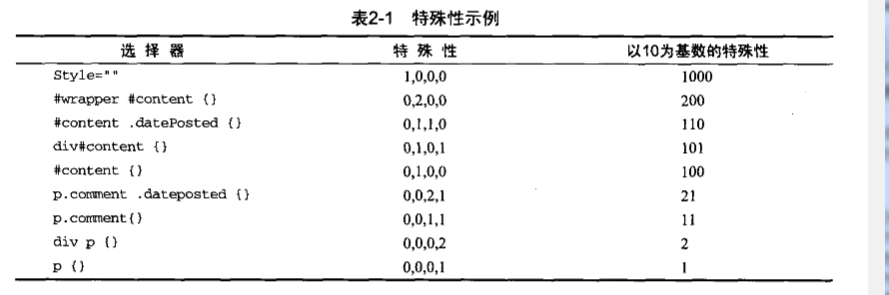 表2-1 特殊性示例
选择器 特殊性 以10为基数的特殊性
Style="" 1,0,0,0 1000
#wrapper #content {} 0,2,0,0 200
#content .datePosted {} 0,1,1,0 110
div#content {} 0,1,0,1 101
#content {} 0,1,0,0 100
p.comment .dateposted {} 0,0,2,1 21
p.comment{} 0,0,1,1 11
div p {} 0,0,0,2 2
p {} 0,0,0,1 1